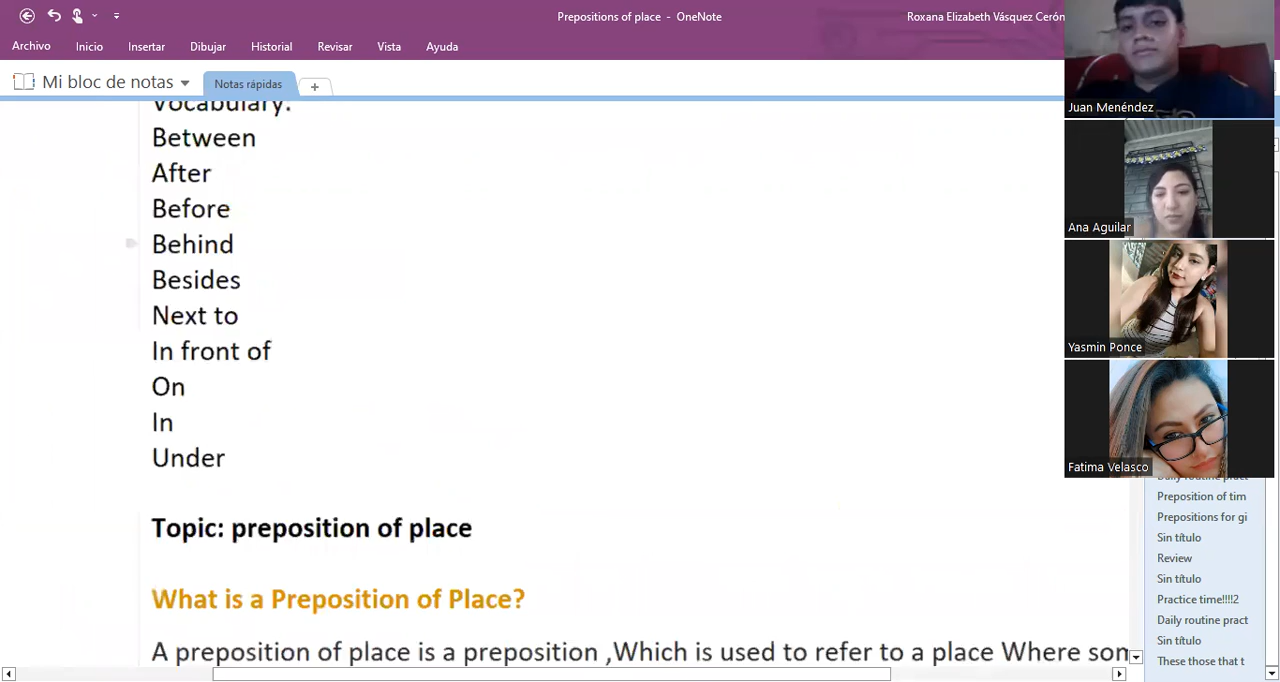 Prepositions of place - OneNote
Roxana Elizabeth Vásquez Cerón
Archivo Inicio Insertar Dibujar Historial Revisar Vista Ayuda
Mi bloc de notas
Notas rápidas
+
Vocabulary:
Between
After
Before
Behind
Besides
Next to
In front of
On
In
Under
Topic: preposition of place
What is a Preposition of Place?
A preposition of place is a preposition ,Which is used to refer to a place Where som
Juan Menéndez
Ana Aguilar
Yasmin Ponce
Fatima Velasco
Daily routine pract
Preposition of tim
Prepositions for gi
Sin título
Review
Sin título
Practice time!!!!2
Daily routine pract
Sin título
These those that t